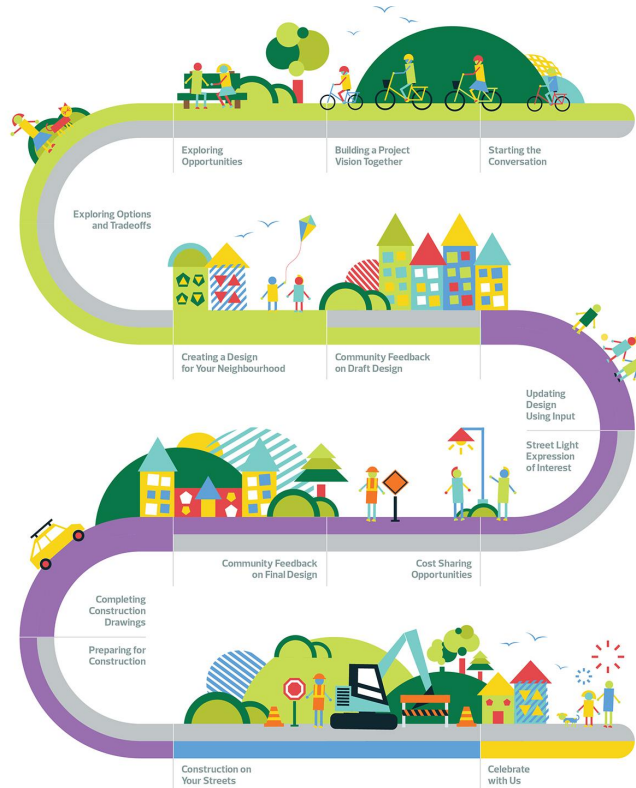 Exploring
Opportunities
Building a Project
Vision Together
Starting the
Conversation
Exploring Options
and Tradeoffs
Creating a Design
for Your Neighbourhood
Community Feedback
on Draft Design
Updating
Design
Using Input
Street Light
Expression
of Interest
Community Feedback
on Final Design
Cost Sharing
Opportunities
Completing
Construction
Drawings
Preparing for
Construction
Construction on
Your Streets
Celebrate
with Us